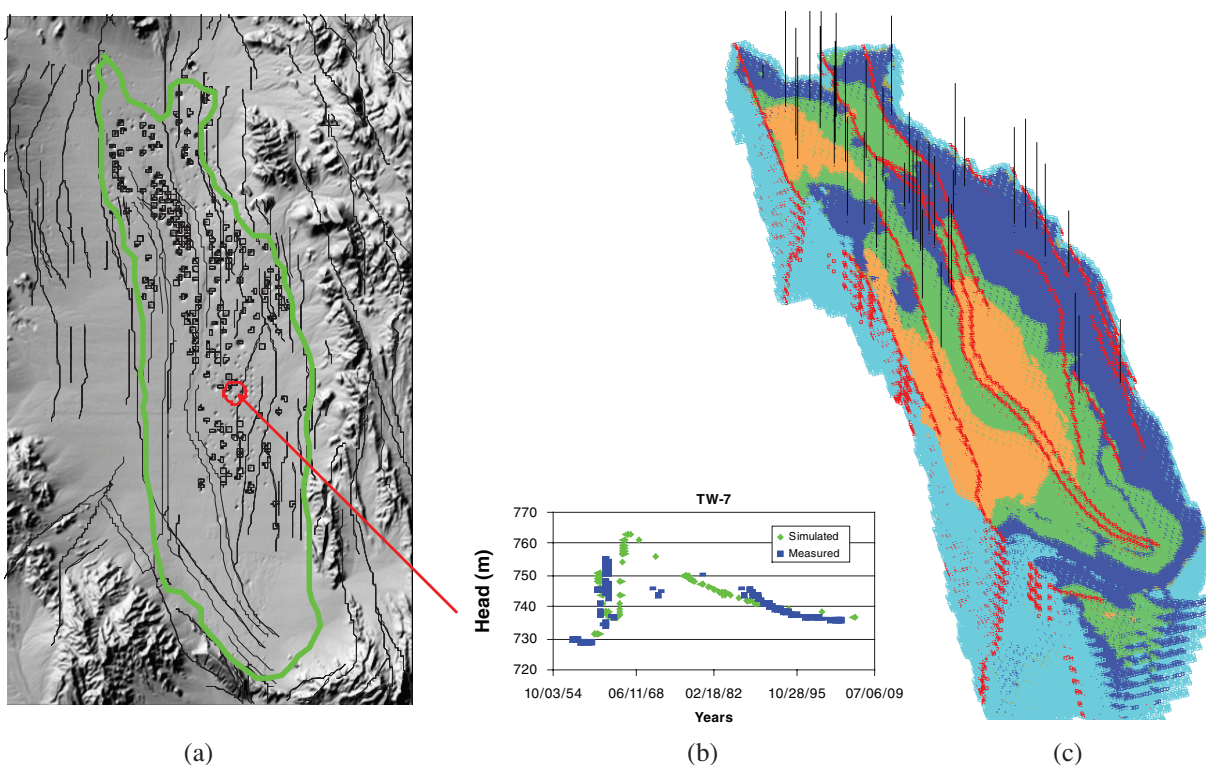 TW-7
770
760
750
740
730
720
Head (m)
Simulated
Measured
10/03/54 06/11/68 02/18/82 10/28/95 07/06/09
Years
(a) (b) (c)